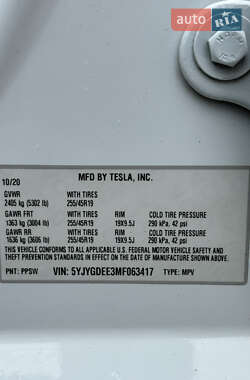 AUTO RIA
MFD BY TESLA, INC.
10/20
GVWR WITH TIRES
2405 kg (5302 lb) 255/45R19
GAWR FRT WITH TIRES RIM COLD TIRE PRESSURE
1363 kg (3004 lb) 255/45R19 19X9.5J 290 kPa, 42 psi
GAWR RR WITH TIRES RIM COLD TIRE PRESSURE
1636 kg (3606 lb) 255/45R19 19X9.5J 290 kPa, 42 psi
THIS VEHICLE CONFORMS TO ALL APPLICABLE U.S.
FEDERAL MOTOR VEHICLE SAFETY AND THEFT
PREVENTION STANDARDS IN EFFECT ON THE DATE OF
MANUFACTURE SHOWN ABOVE.
PNT: PPSW VIN: 5YJYGDEE3MF063417 TYPE: MPV